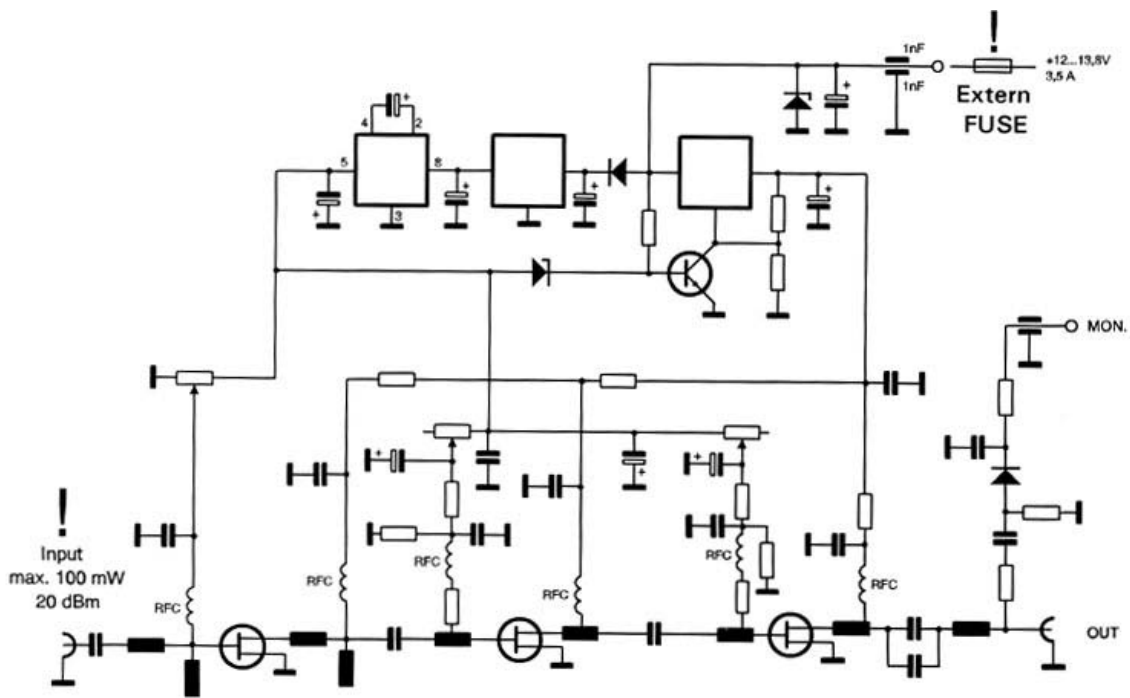 !
1nF
1nF
+12...13,8V
3,5 A
Extern
FUSE
4
+
2
5
8
3
+
+
+
+
+
MON.
+
+
+
!
Input
max. 100 mW
20 dBm
RFC
RFC
RFC
RFC
RFC
RFC
OUT